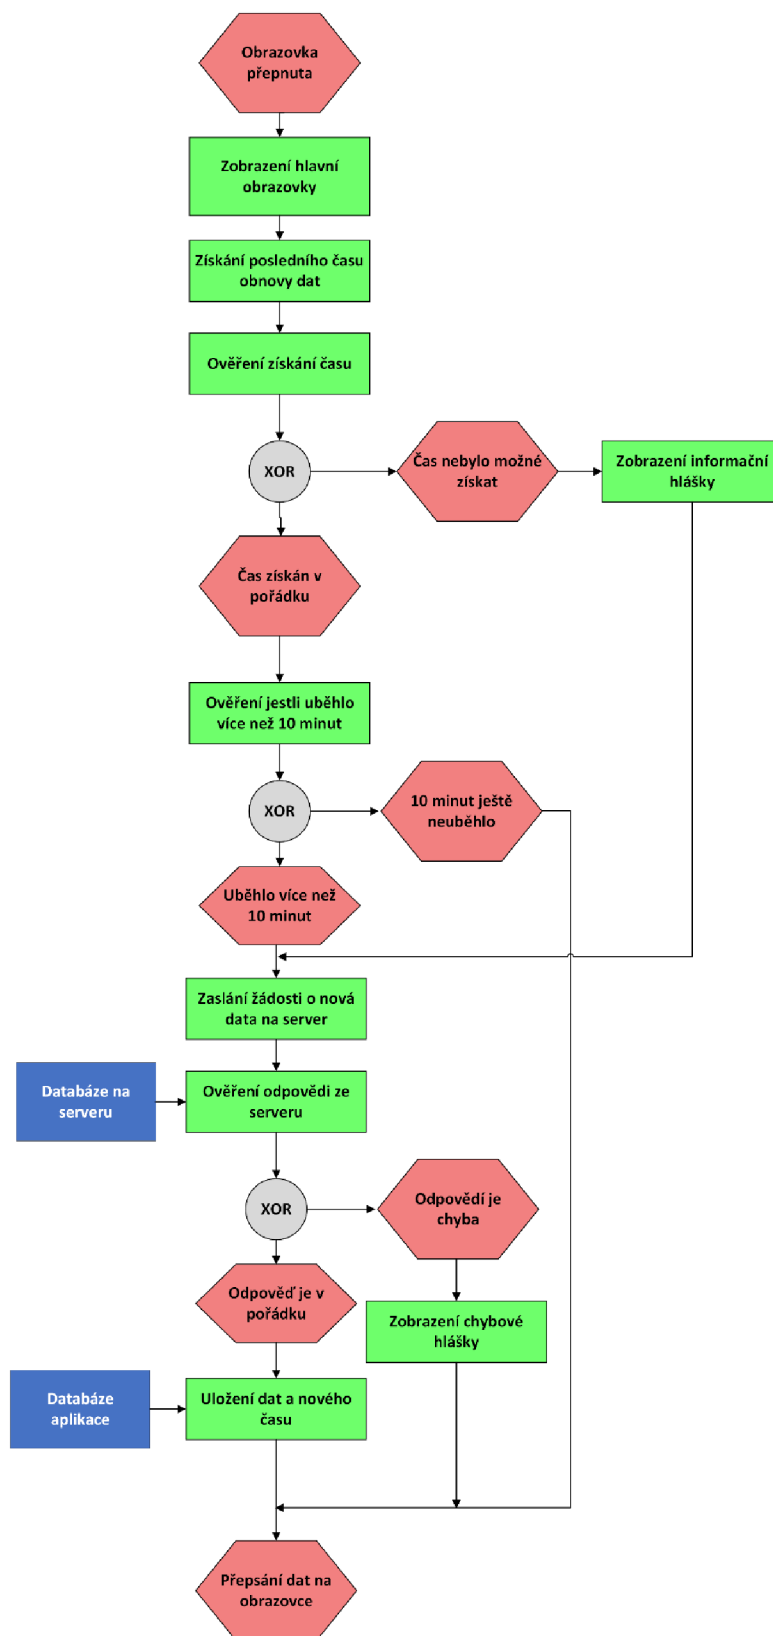 Obrazovka
přepnuta
Zobrazení hlavní
obrazovky
Získání posledního času
obnovy dat
Ověření získání času
XOR
Čas nebylo možné
získat
Zobrazení informační
hlášky
Čas získán v
pořádku
Ověření jestli uběhlo
více než 10 minut
XOR
10 minut ještě
neuběhlo
Uběhlo více než
10 minut
Zaslání žádosti o nová
data na server
Databáze na
serveru
Ověření odpovědi ze
serveru
XOR
Odpovědí je
chyba
Odpověď je v
pořádku
Zobrazení chybové
hlášky
Databáze
aplikace
Uložení dat a nového
času
Přepsání dat na
obrazovce